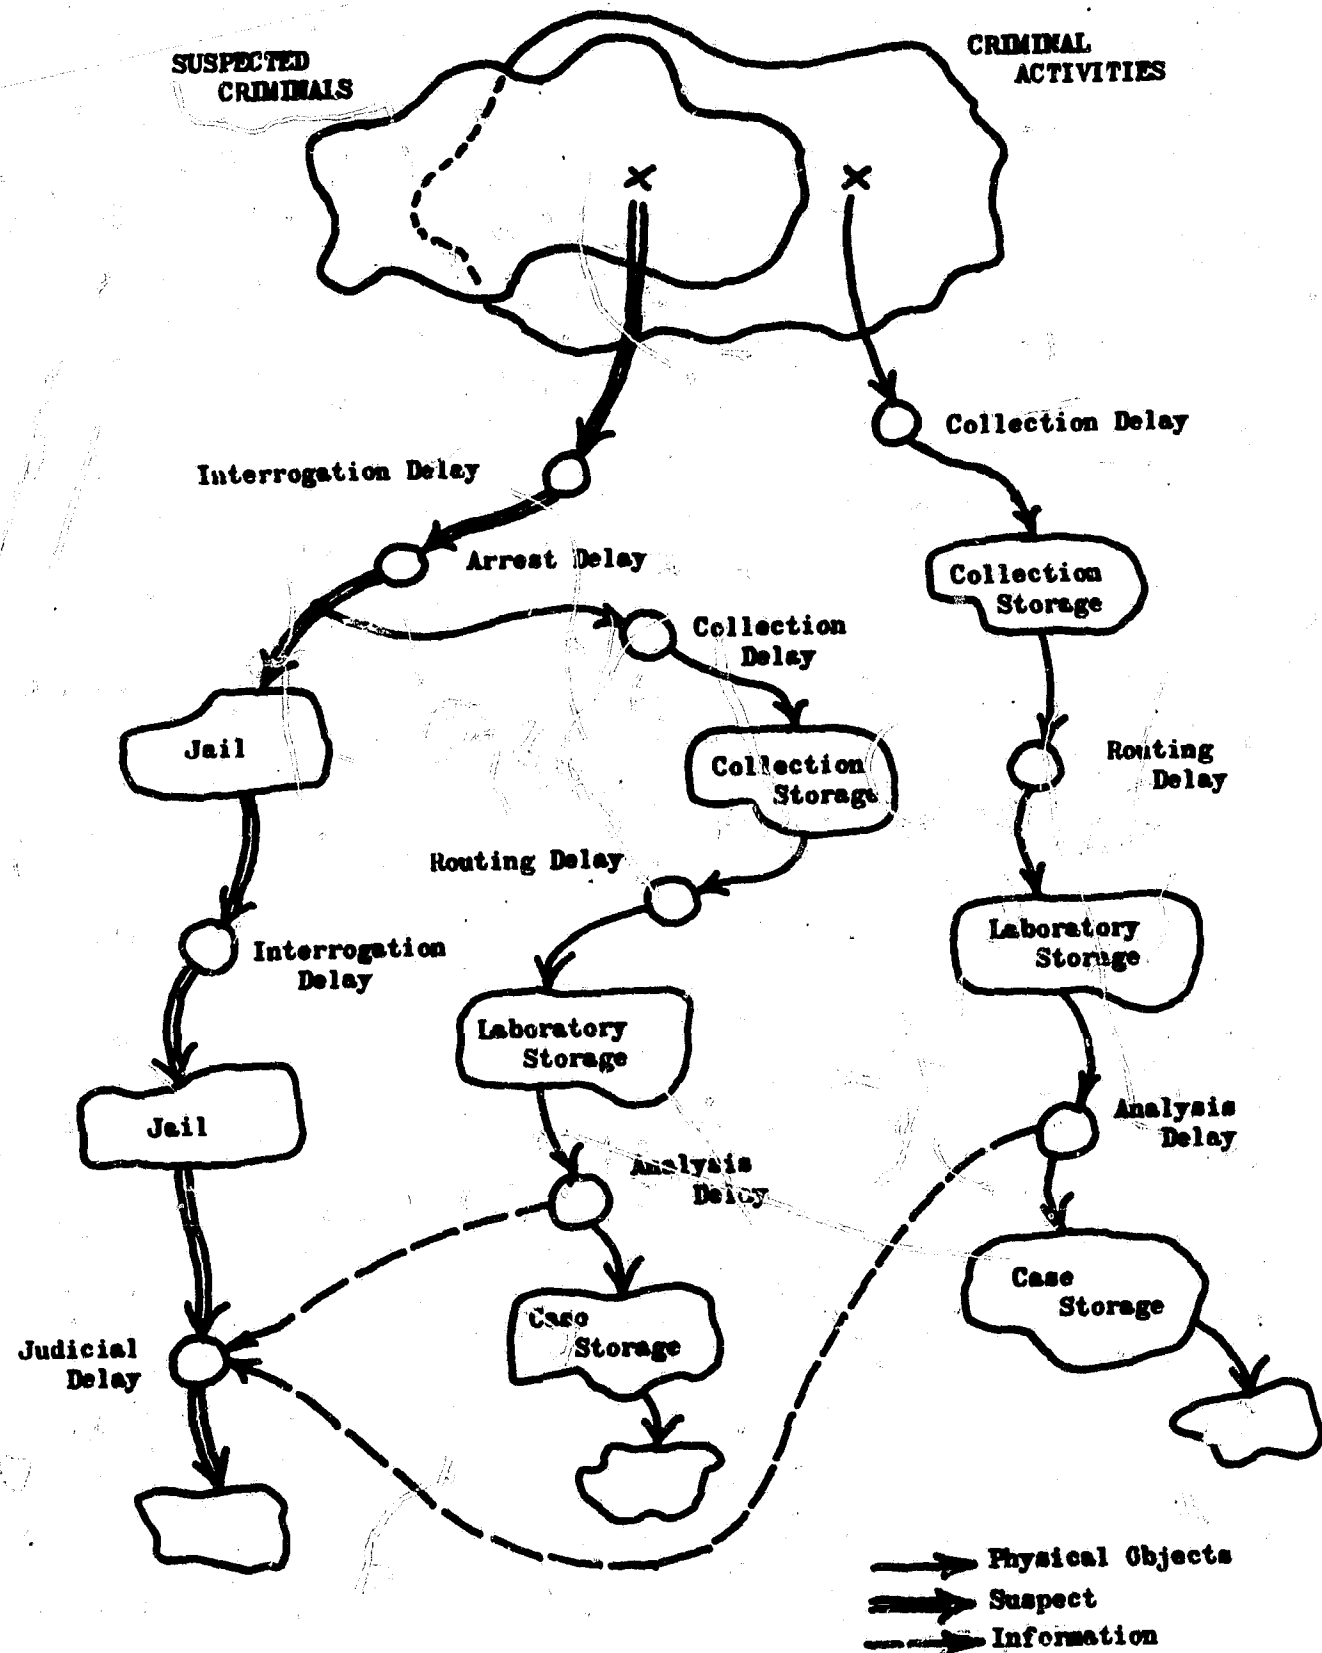 SUSPECTED
CRIMINALS
CRIMINAL
ACTIVITIES
Collection Delay
Interrogation Delay
Arrest Delay
Collection
Storage
Collection
Delay
Jail
Collection
Storage
Routing
Delay
Routing Delay
Laboratory
Storage
Interrogation
Delay
Laboratory
Storage
Jail
Analysis
Delay
Analysis
Delay
Case
Storage
Case
Storage
Judicial
Delay
Physical Objects
Suspect
Information